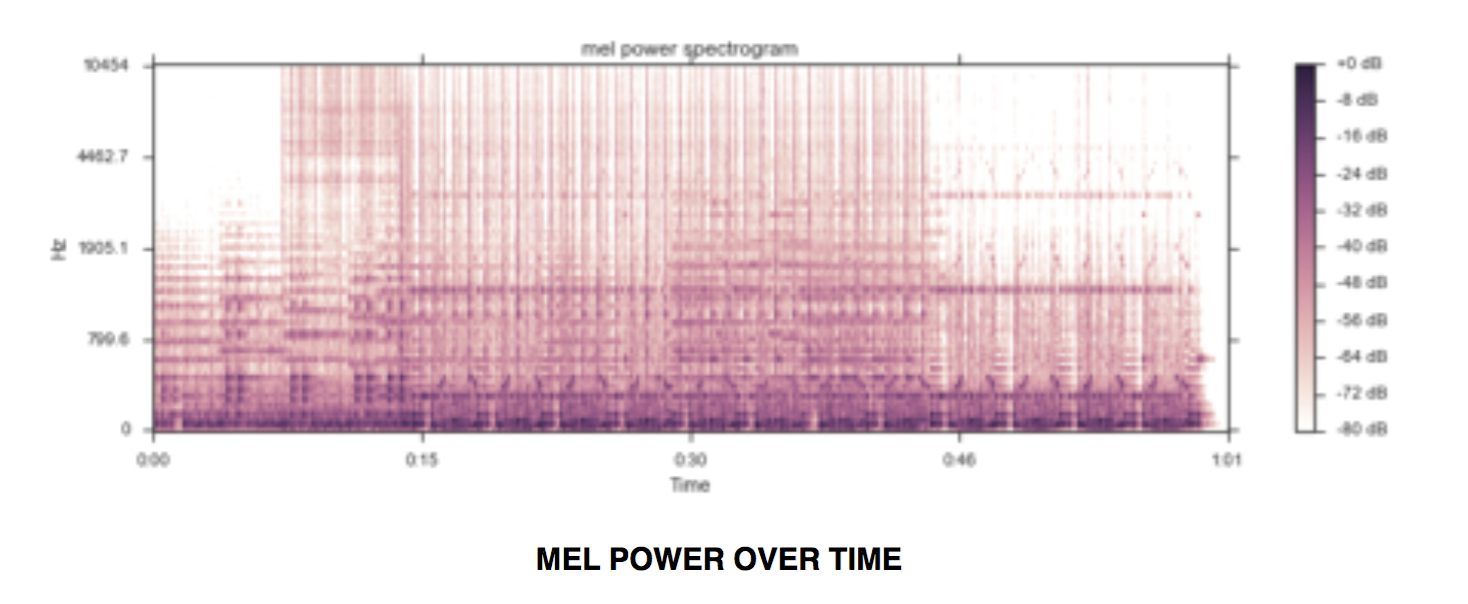 mel power spectrogram
10454
4462.7
1905.1
799.6
0
Hz
0:00 0:15 0:30 0:46 1:01
Time
+0 dB
-8 dB
-16 dB
-24 dB
-32 dB
-40 dB
-48 dB
-56 dB
-64 dB
-72 dB
-80 dB
MEL POWER OVER TIME